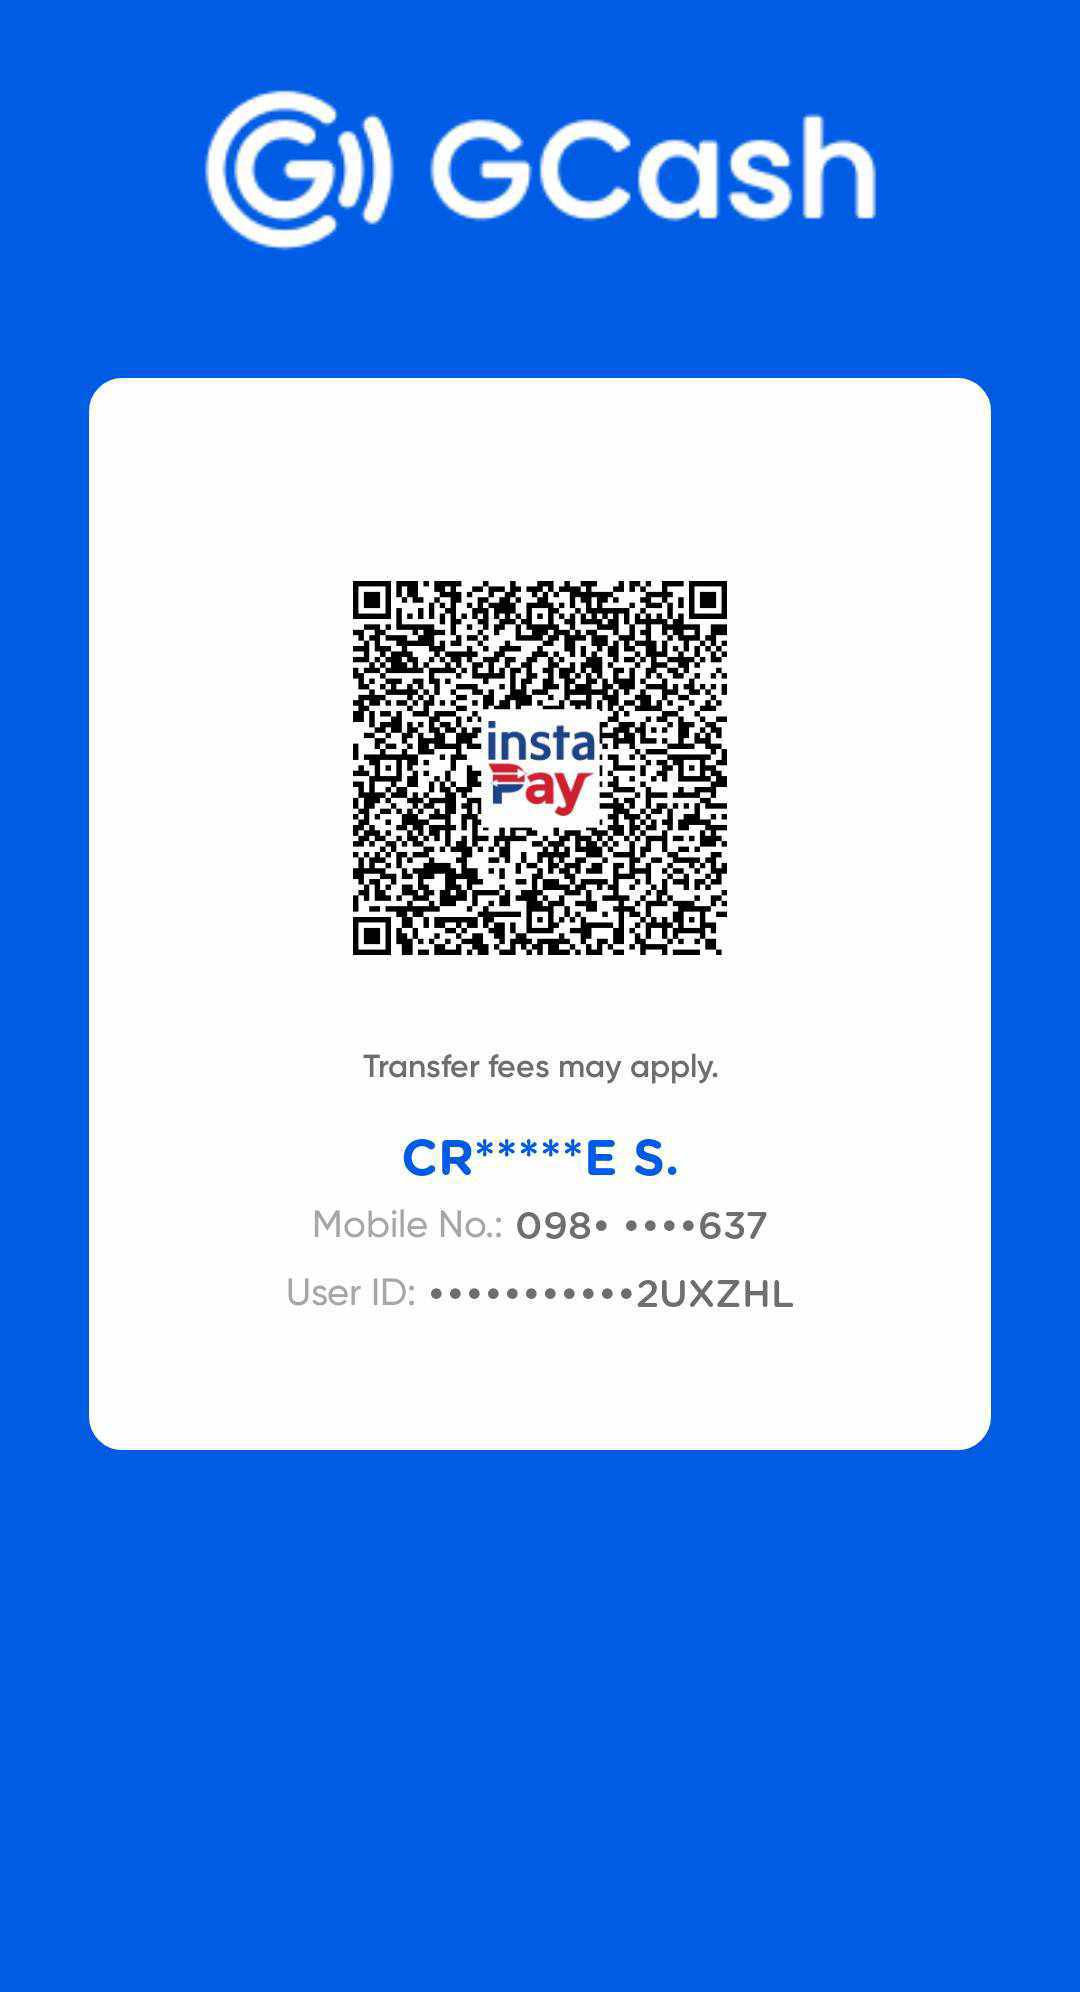 GCash
insta
Pay
Transfer fees may apply.
CR*****E S.
Mobile No.: 098• ••••637
User ID: •••••••••••2UXZHL